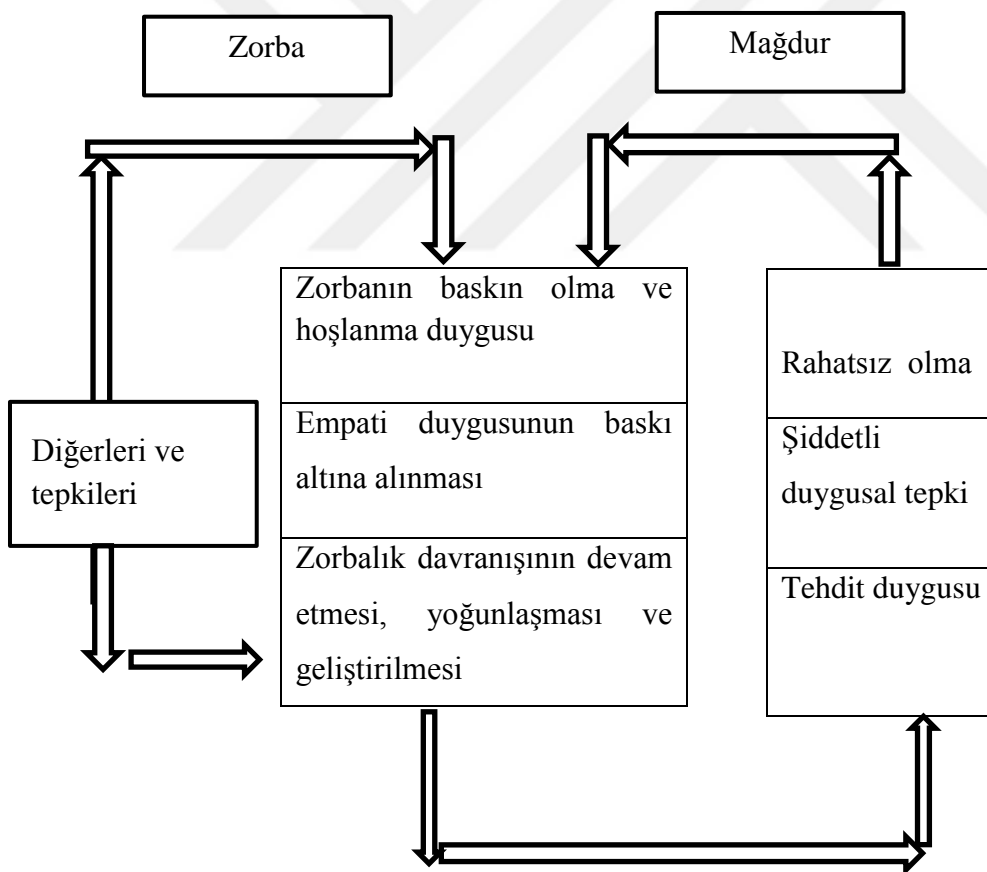 Zorba
Mağdur
Zorbanın baskın olma ve
hoşlanma duygusu
Empati duygusunun baskı
altına alınması
Zorbalık davranışının devam
etmesi, yoğunlaşması ve
geliştirilmesi
Diğerleri ve
tepkileri
Rahatsız olma
Şiddetli
duygusal tepki
Tehdit duygusu